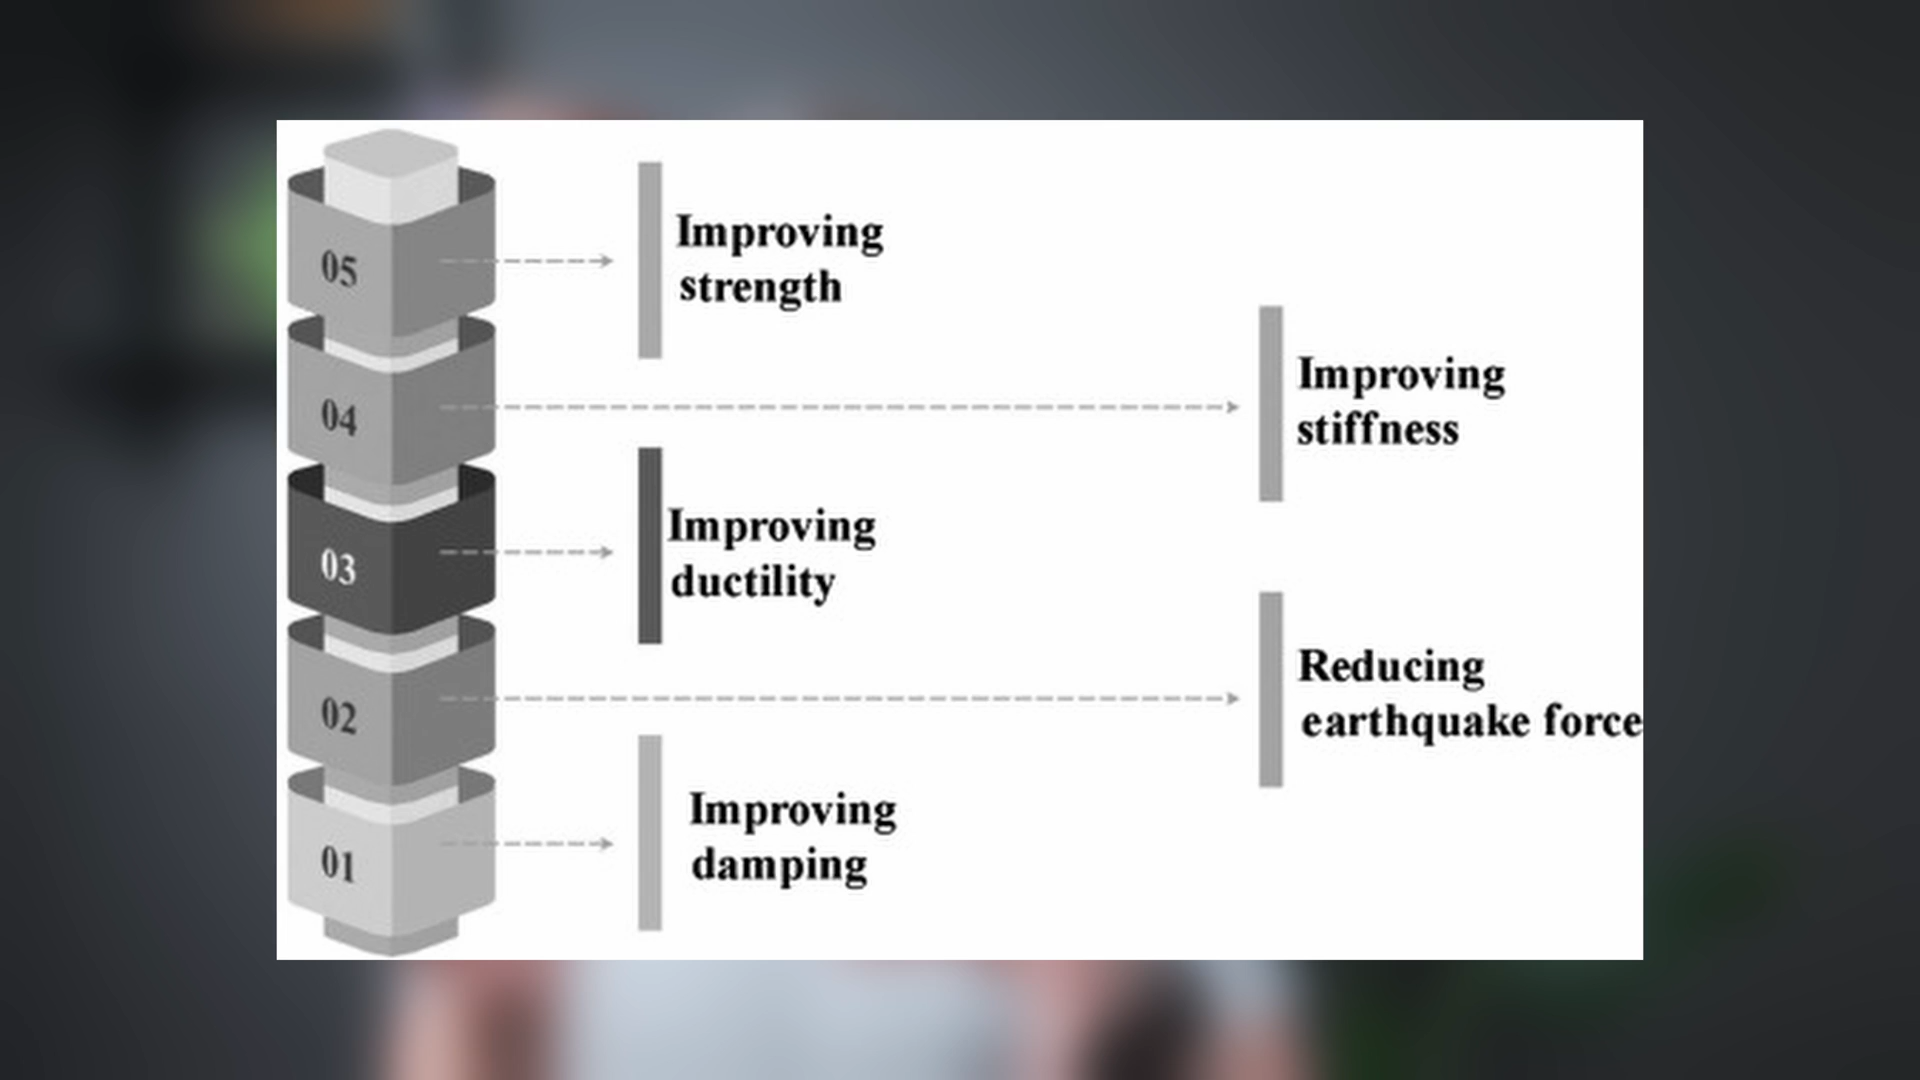 05
Improving
strength
04
Improving
stiffness
03
Improving
ductility
02
Reducing
earthquake force
01
Improving
damping